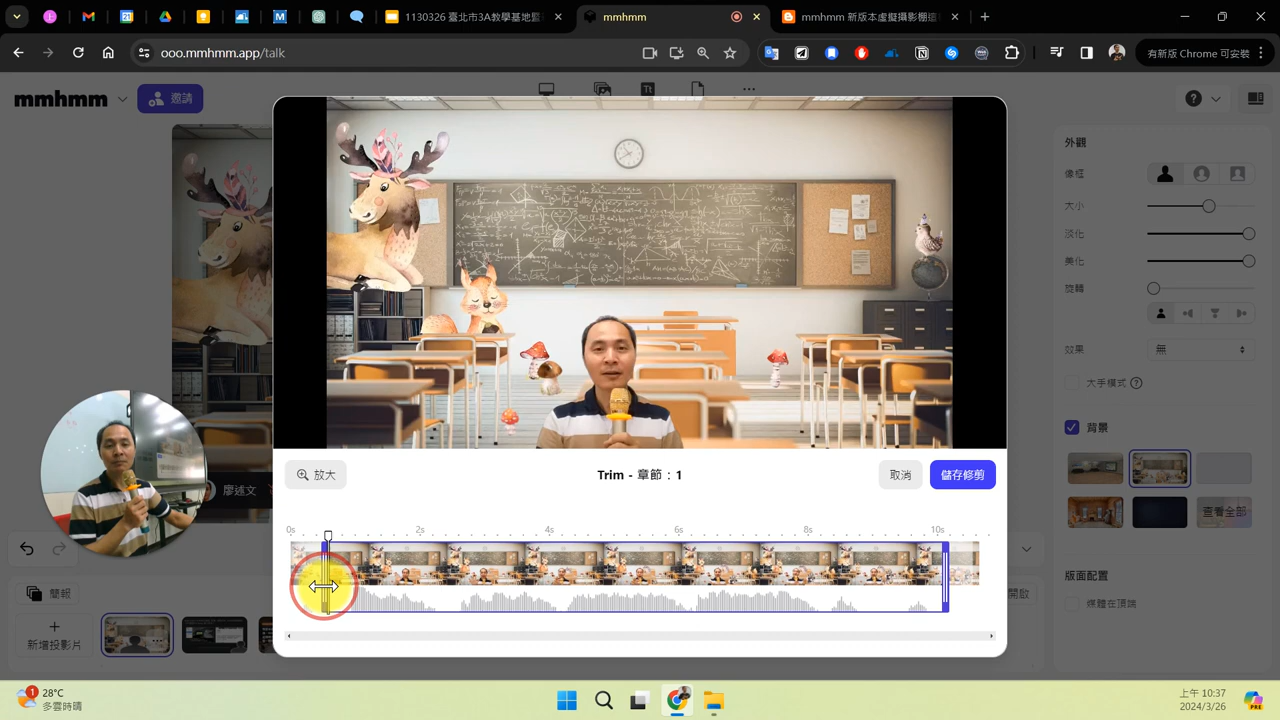 1130326 臺北市3A教學基地暨
mmhmm
mmhmm 新版本虛擬攝影棚這
ooo.mmhmm.app/talk
有新版 Chrome 可安裝
mmhmm
邀請
Tt
外觀
像框
大小
淡化
美化
旋轉
效果
無
大手模式
背景
查看全部
版面配置
媒體在頂端
廖述文
放大
Trim - 章節：1
取消
儲存修剪
0s
2s
4s
6s
8s
10s
簡報
開啟
新增投影片
1
28°C
多雲時晴
上午 10:37
2024/3/26
PRE